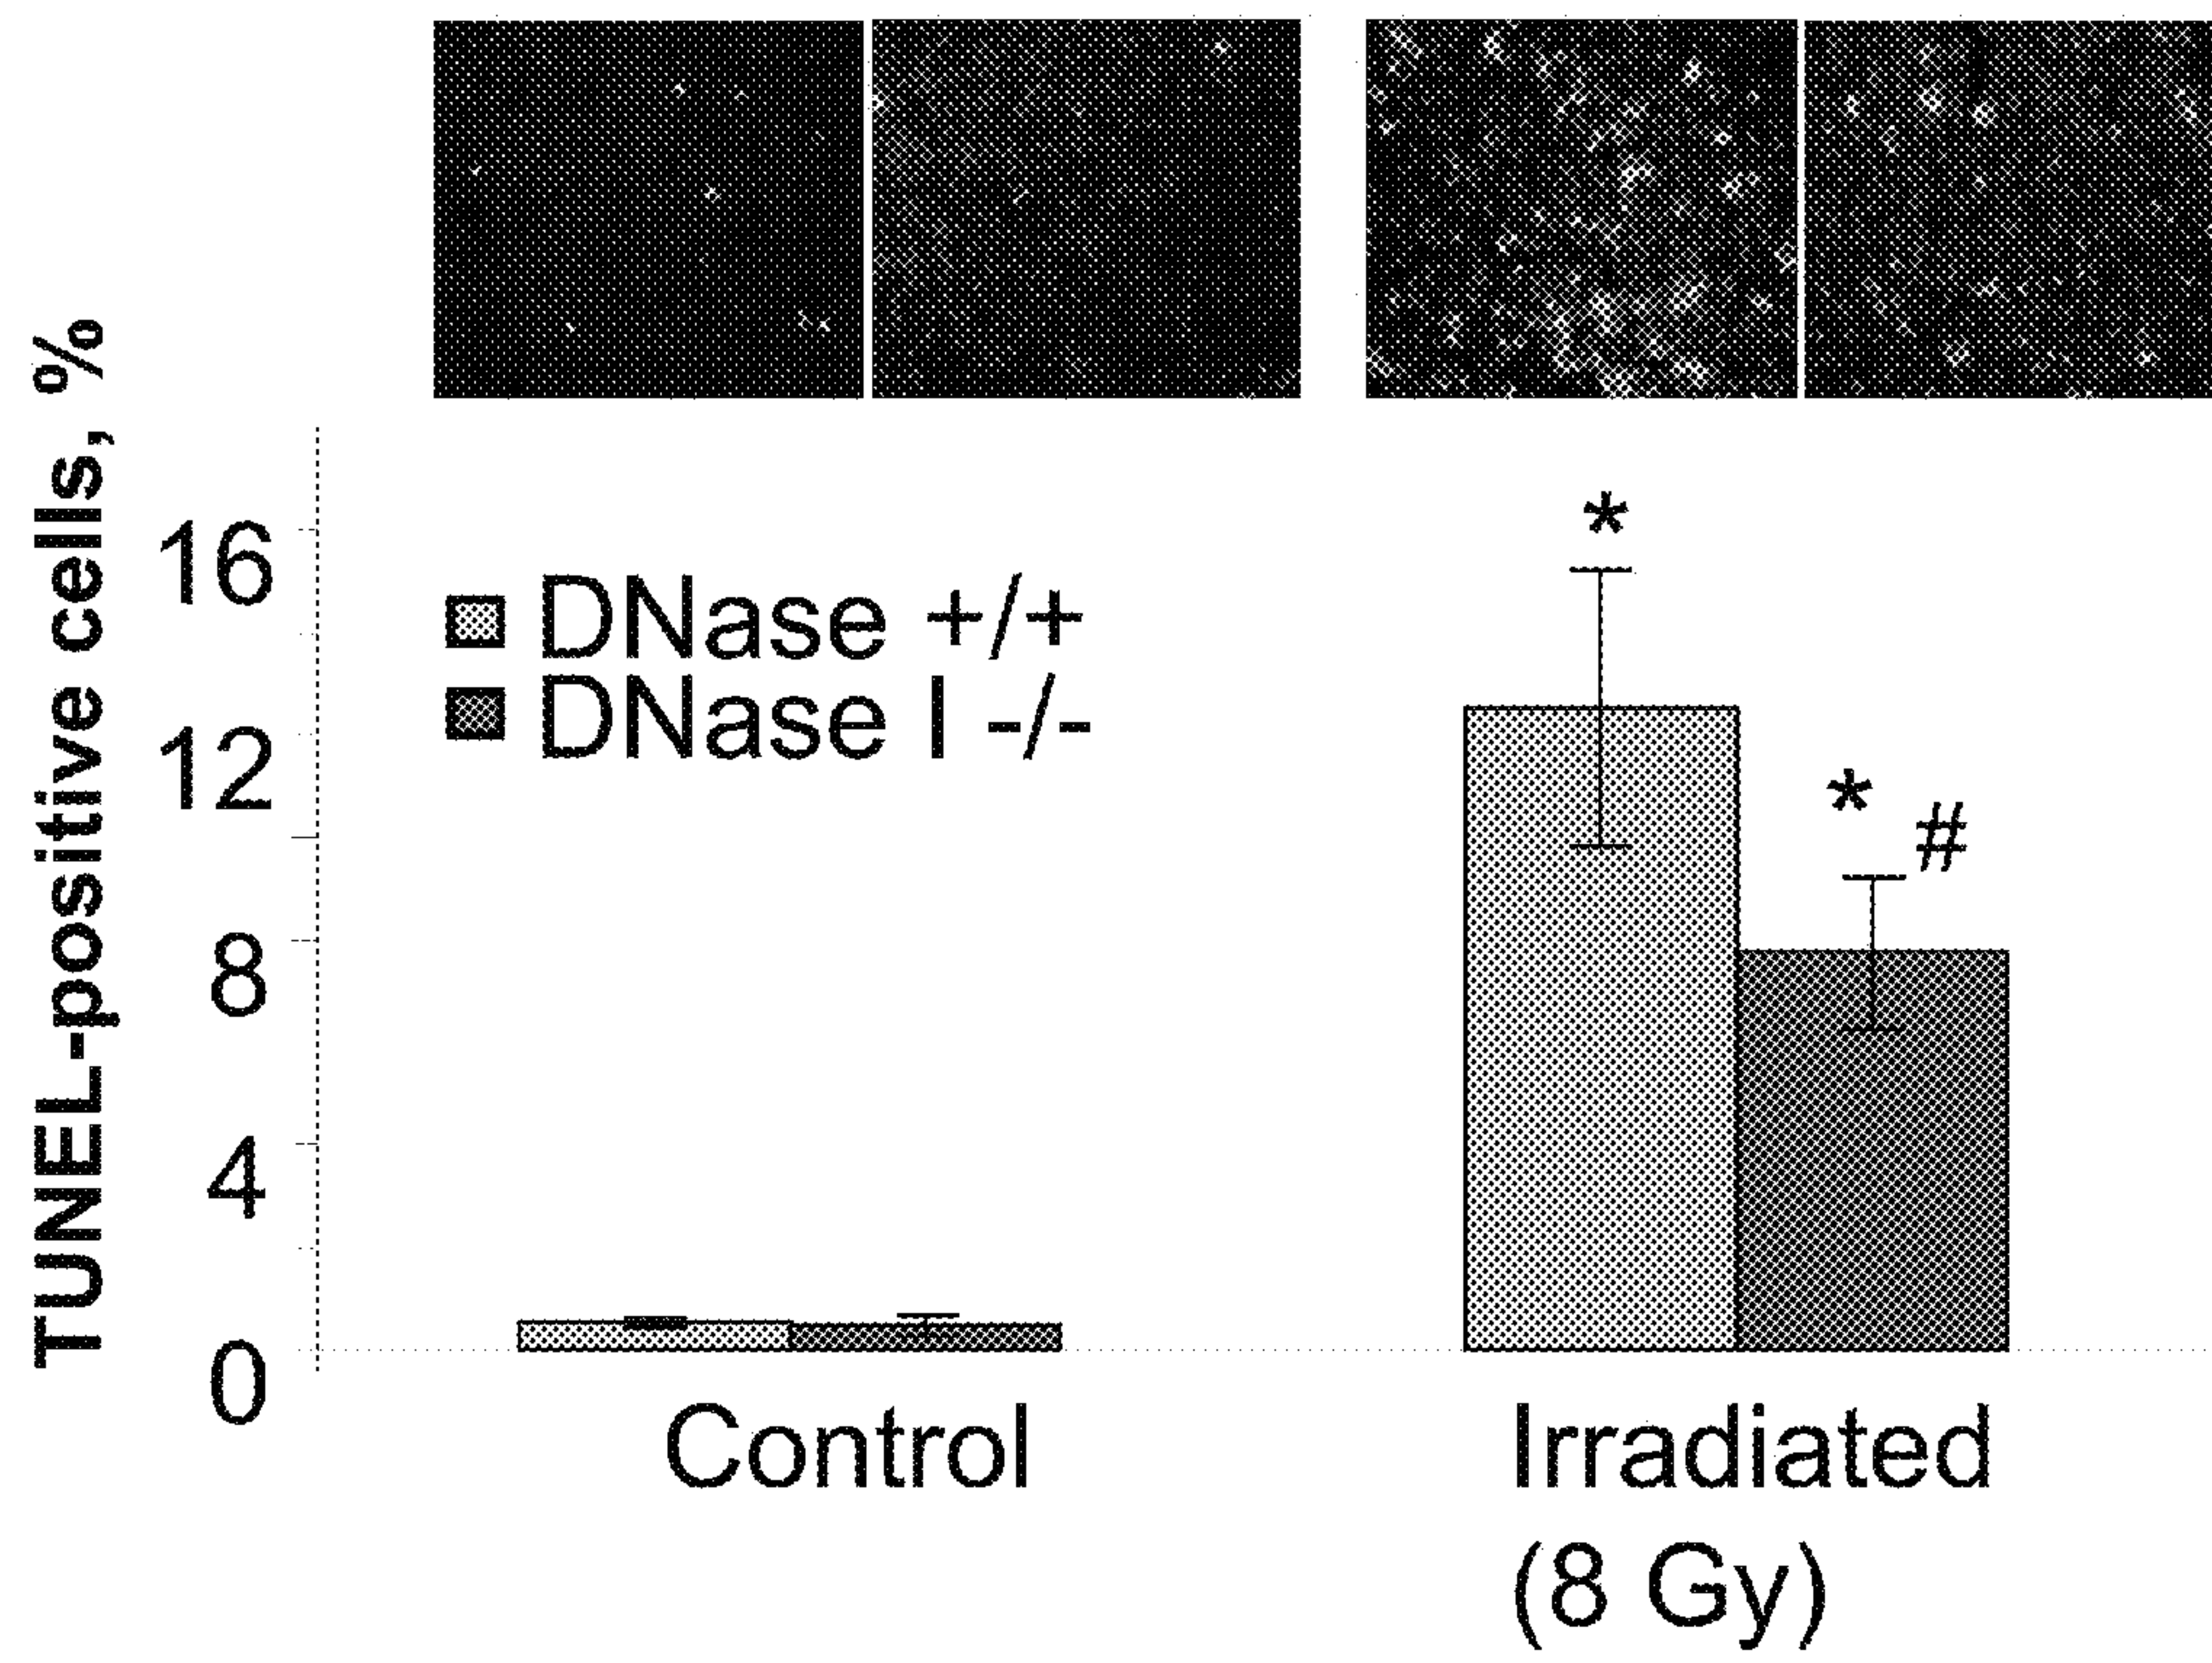 TUNEL-positive cells, %
16
12
8
4
0
DNase +/+
DNase I -/-
*
*
#
Control
Irradiated
(8 Gy)